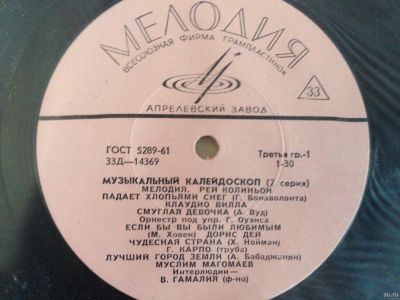 МЕЛОДИЯ
ВСЕСОЮЗНАЯ ФИРМА ГРАМПЛАСТИНОК
33
АПРЕЛЕВСКИЙ ЗАВОД
ГОСТ 5289-61
33Д—14369
Третья гр.-1
1-30
МУЗЫКАЛЬНЫЙ КАЛЕЙДОСКОП (2 серия)
МЕЛОДИЯ. РЕЙ КОЛИНЬОН
ПАДАЕТ ХЛОПЬЯМИ СНЕГ (Г. Бонаволонта)
КЛАУДИО ВИЛЛА
СМУГЛАЯ ДЕВОЧКА (А. Вуд)
Оркестр под упр. Г. Оуэнса
ЕСЛИ БЫ ВЫ БЫЛИ ЛЮБИМЫМ
(М. Ховен) ДОРИС ДЕЙ
ЧУДЕСНАЯ СТРАНА (Х. Нойман)
Г. КАРПО (труба)
ЛУЧШИЙ ГОРОД ЗЕМЛИ (А. Бабаджанян)
МУСЛИМ МАГОМАЕВ
Интерлюдии—
В. ГАМАЛИЯ (ф-но)
au.ru